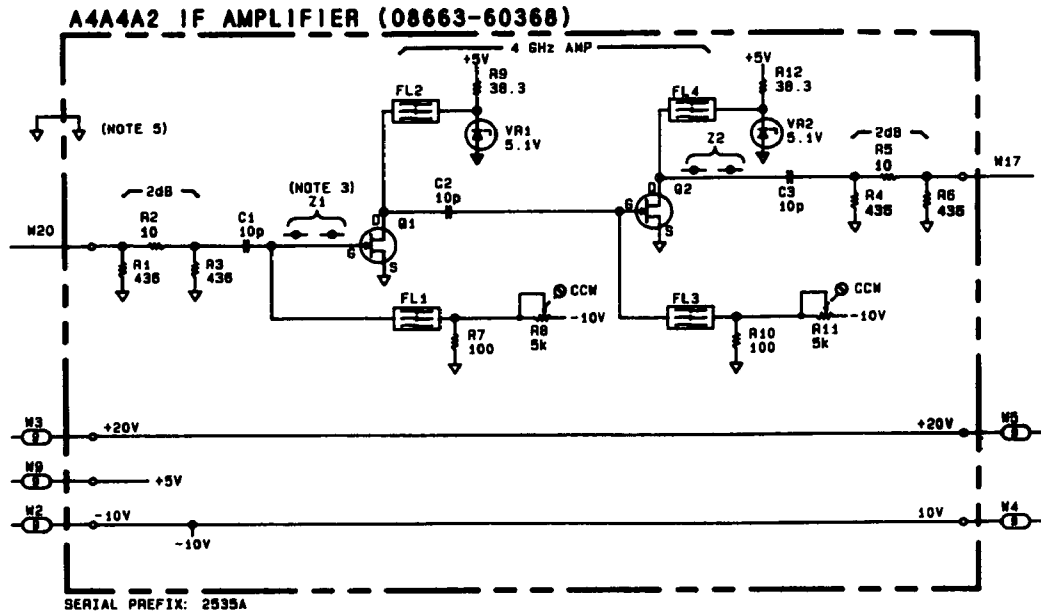 A4A4A2 IF AMPLIFIER (08663-60368)
4 GHz AMP
+5V
R9
38.3
FL2
VR1
5.1V
+5V
R12
38.3
FL4
VR2
5.1V
(NOTE 5)
Z2
2dB
R5
10
W17
2dB
R2
10
C1
10p
(NOTE 3)
Z1
D
Q1
G
S
C2
10p
D
Q2
G
S
C3
10p
R4
436
R6
436
W20
R1
436
R3
436
FL1
R7
100
R8
5k
CCW
-10V
FL3
R10
100
R11
5k
CCW
-10V
W3
+20V
+20V
W5
W9
+5V
W2
-10V
-10V
10V
W4
SERIAL PREFIX: 2535A